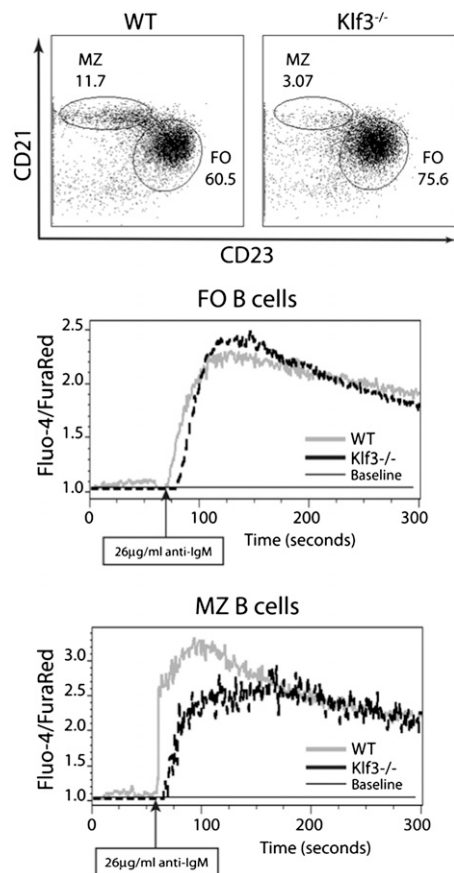 WT
Klf3-/-
MZ
11.7
FO
60.5
MZ
3.07
FO
75.6
CD21
CD23
FO B cells
Fluo-4/FuraRed
2.5
2.0
1.5
1.0
WT
Klf3-/-
Baseline
0
100
200
300
26µg/ml anti-IgM
Time (seconds)
MZ B cells
Fluo-4/FuraRed
3.0
2.5
2.0
1.5
1.0
WT
Klf3-/-
Baseline
0
100
200
300
26µg/ml anti-IgM
Time (seconds)